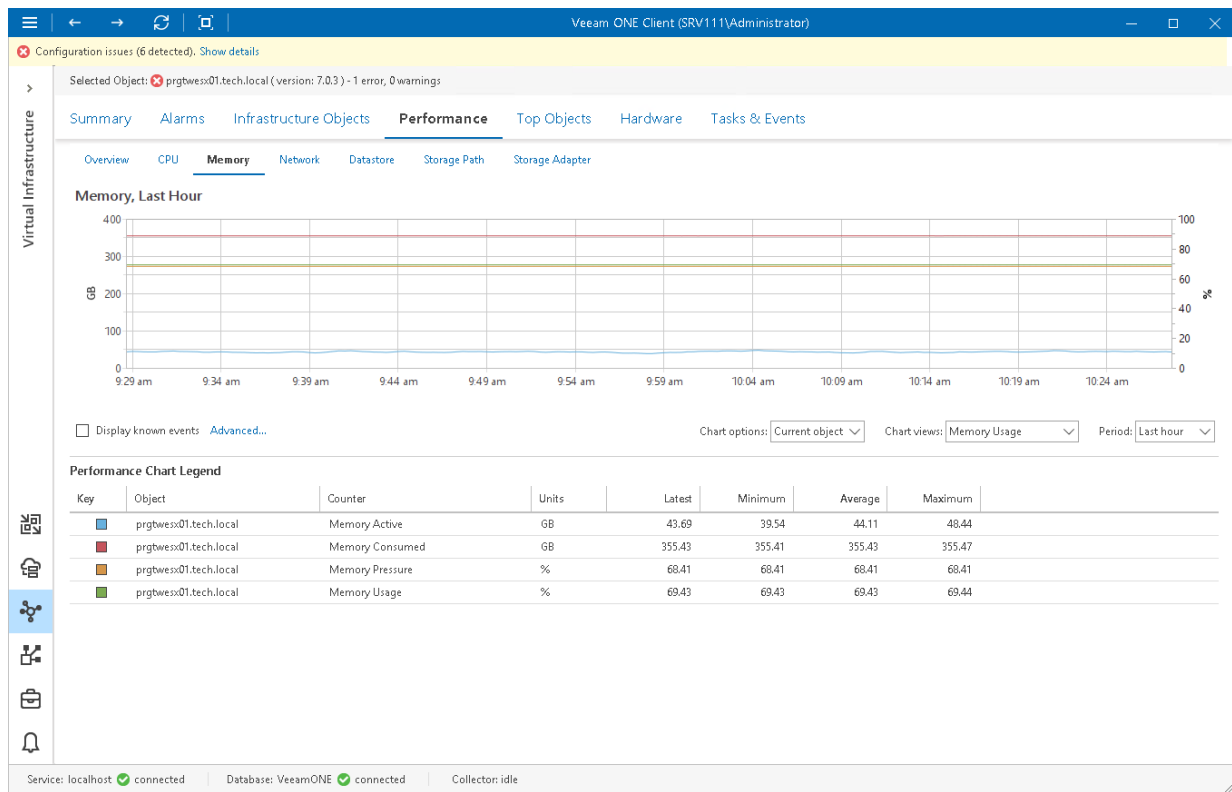 Veeam ONE Client (SRV111\Administrator)
Configuration issues (6 detected). Show details
Virtual Infrastructure
Selected Object: prgtwesx01.tech.local ( version: 7.0.3 ) - 1 error, 0 warnings
Summary Alarms Infrastructure Objects Performance Top Objects Hardware Tasks & Events
Overview CPU Memory Network Datastore Storage Path Storage Adapter
Memory, Last Hour
400 100
80
300
60
GB 200 %
40
100
20
0 0
9:29 am 9:34 am 9:39 am 9:44 am 9:49 am 9:54 am 9:59 am 10:04 am 10:09 am 10:14 am 10:19 am 10:24 am
Display known events Advanced... Chart options: Current object Chart views: Memory Usage Period: Last hour
Performance Chart Legend
Key Object Counter Units Latest Minimum Average Maximum
prgtwesx01.tech.local Memory Active GB 43.69 39.54 44.11 48.44
prgtwesx01.tech.local Memory Consumed GB 355.43 355.41 355.43 355.47
prgtwesx01.tech.local Memory Pressure % 68.41 68.41 68.41 68.41
prgtwesx01.tech.local Memory Usage % 69.43 69.43 69.43 69.44
Service: localhost connected Database: VeeamONE connected Collector: idle